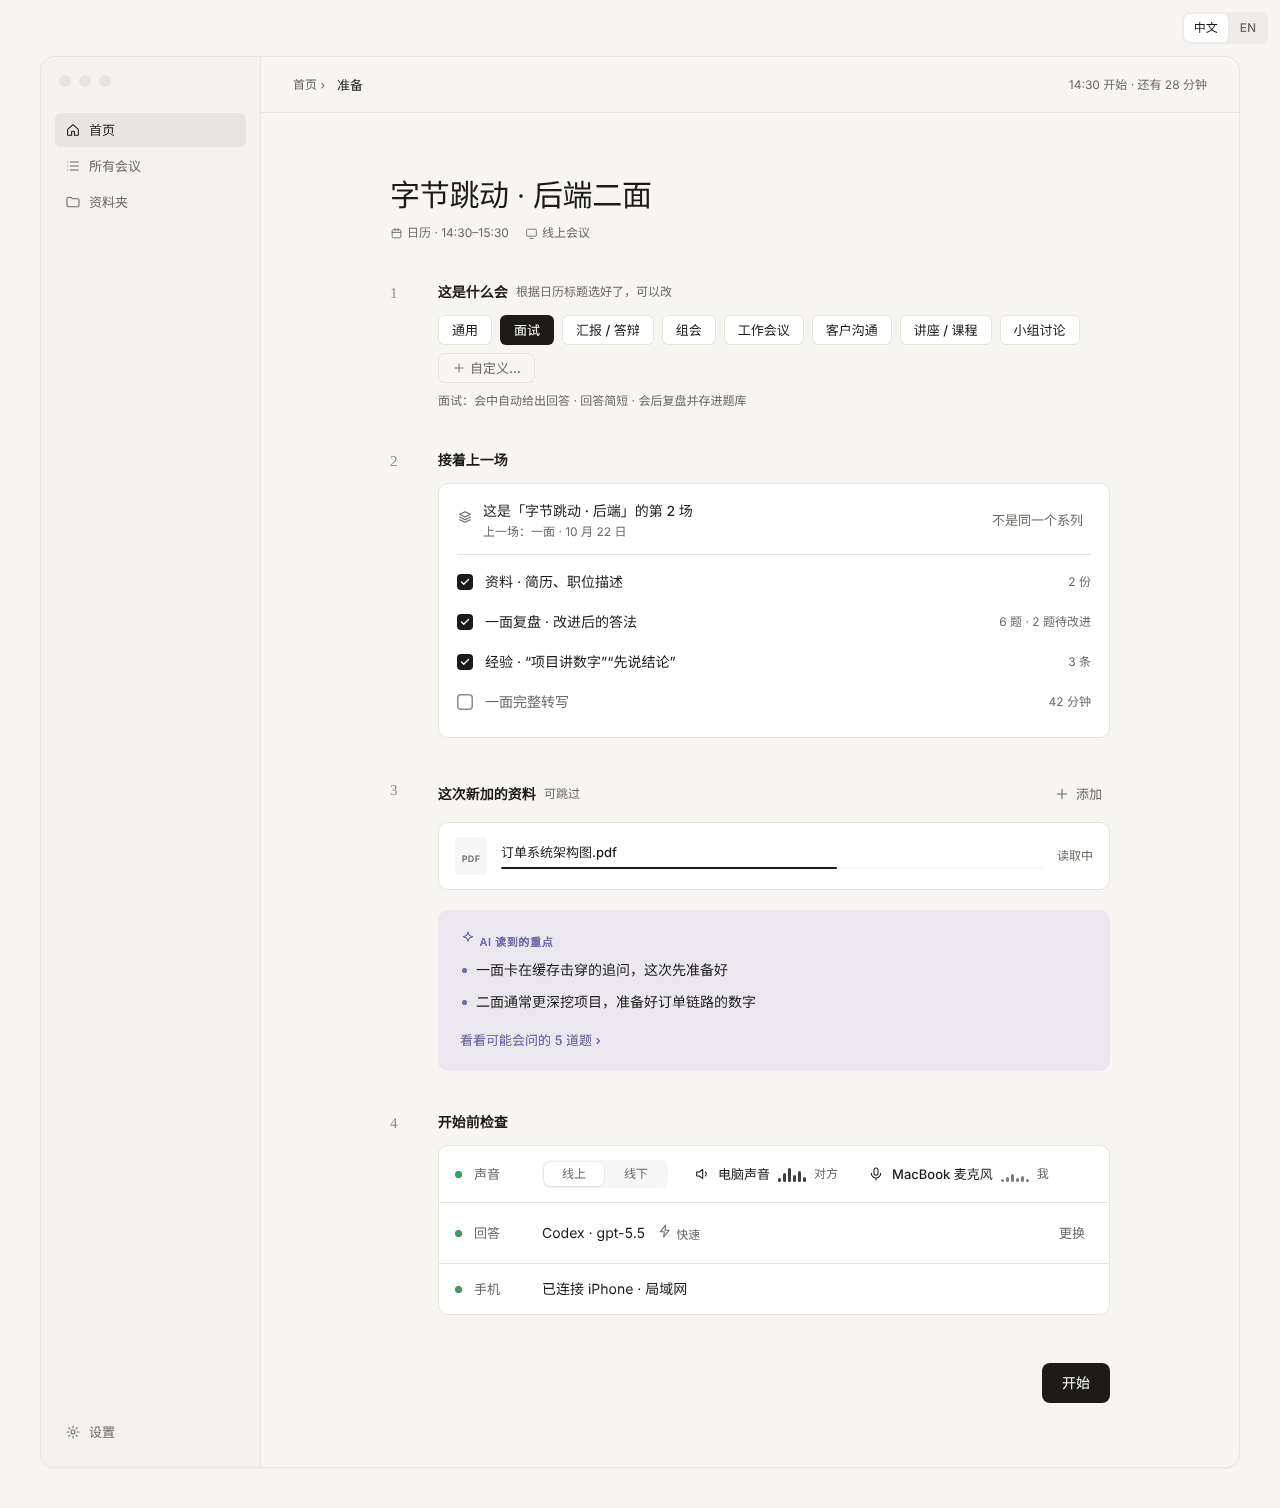 中文 EN
首页 › 准备
14:30 开始 · 还有 28 分钟
首页
所有会议
资料夹
设置
字节跳动 · 后端二面
日历 · 14:30–15:30 线上会议
1 这是什么会 根据日历标题选好了，可以改
通用 面试 汇报 / 答辩 组会 工作会议 客户沟通 讲座 / 课程 小组讨论
自定义...
面试：会中自动给出回答 · 回答简短 · 会后复盘并存进题库
2 接着上一场
这是「字节跳动 · 后端」的第 2 场
上一场：一面 · 10 月 22 日
不是同一个系列
资料 · 简历、职位描述 2 份
一面复盘 · 改进后的答法 6 题 · 2 题待改进
经验 · “项目讲数字”“先说结论” 3 条
一面完整转写 42 分钟
3 这次新加的资料 可跳过 添加
PDF 订单系统架构图.pdf 读取中
AI 读到的重点
一面卡在缓存击穿的追问，这次先准备好
二面通常更深挖项目，准备好订单链路的数字
看看可能会问的 5 道题 ›
4 开始前检查
声音 线上 线下 电脑声音 对方 MacBook 麦克风 我
回答 Codex · gpt-5.5 快速 更换
手机 已连接 iPhone · 局域网
开始